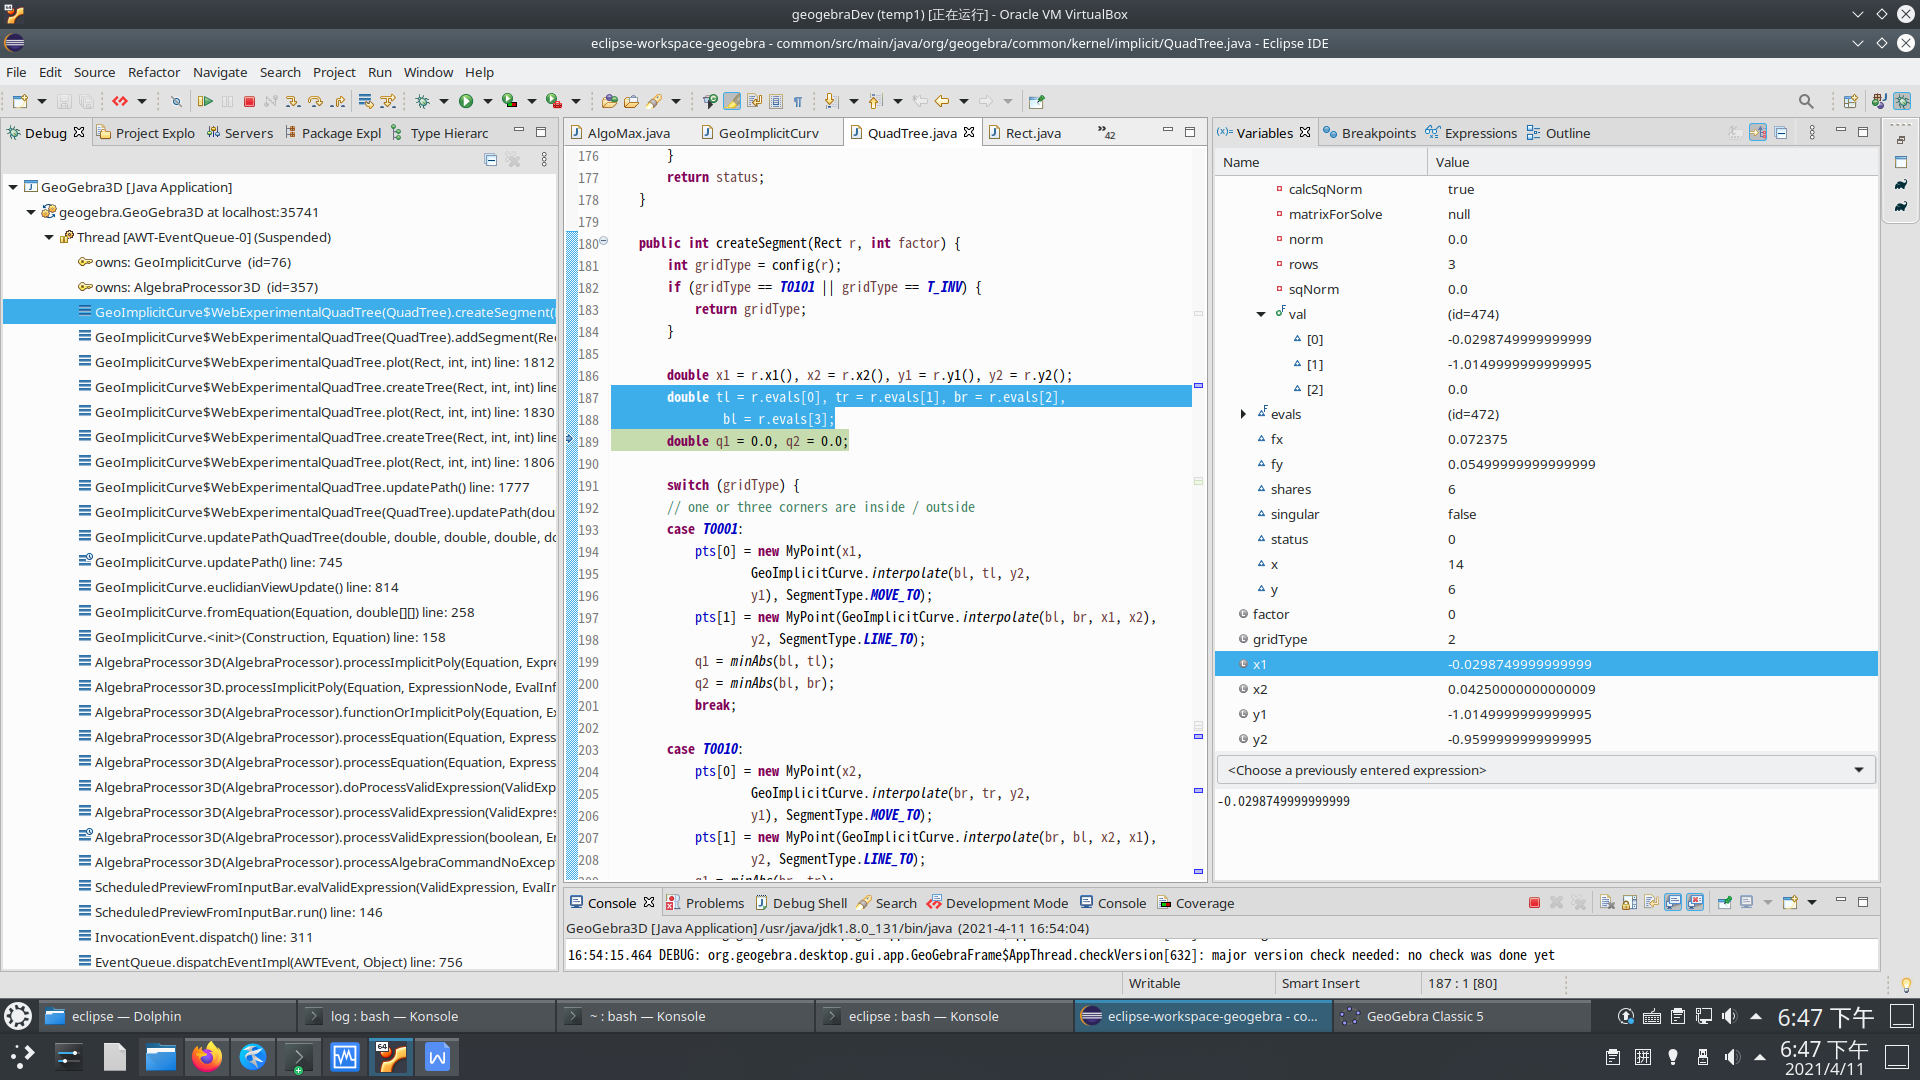 geogebraDev (temp1) [正在运行] - Oracle VM VirtualBox
eclipse-workspace-geogebra - common/src/main/java/org/geogebra/common/kernel/implicit/QuadTree.java - Eclipse IDE
File Edit Source Refactor Navigate Search Project Run Window Help
Debug Project Explo Servers Package Expl Type Hierarc
GeoGebra3D [Java Application]
geogebra.GeoGebra3D at localhost:35741
Thread [AWT-EventQueue-0] (Suspended)
owns: GeoImplicitCurve (id=76)
owns: AlgebraProcessor3D (id=357)
GeoImplicitCurve$WebExperimentalQuadTree(QuadTree).createSegment(
GeoImplicitCurve$WebExperimentalQuadTree(QuadTree).addSegment(Re
GeoImplicitCurve$WebExperimentalQuadTree.plot(Rect, int, int) line: 1812
GeoImplicitCurve$WebExperimentalQuadTree.createTree(Rect, int, int) line
GeoImplicitCurve$WebExperimentalQuadTree.plot(Rect, int, int) line: 1830
GeoImplicitCurve$WebExperimentalQuadTree.createTree(Rect, int, int) line
GeoImplicitCurve$WebExperimentalQuadTree.plot(Rect, int, int) line: 1806
GeoImplicitCurve$WebExperimentalQuadTree.updatePath() line: 1777
GeoImplicitCurve$WebExperimentalQuadTree(QuadTree).updatePath(dou
GeoImplicitCurve.updatePathQuadTree(double, double, double, double, do
GeoImplicitCurve.updatePath() line: 745
GeoImplicitCurve.euclidianViewUpdate() line: 814
GeoImplicitCurve.fromEquation(Equation, double[][]) line: 258
GeoImplicitCurve.<init>(Construction, Equation) line: 158
AlgebraProcessor3D(AlgebraProcessor).processImplicitPoly(Equation, Expre
AlgebraProcessor3D.processImplicitPoly(Equation, ExpressionNode, EvalInf
AlgebraProcessor3D(AlgebraProcessor).functionOrImplicitPoly(Equation, E
AlgebraProcessor3D(AlgebraProcessor).processEquation(Equation, Express
AlgebraProcessor3D(AlgebraProcessor).processEquation(Equation, Express
AlgebraProcessor3D(AlgebraProcessor).doProcessValidExpression(ValidExp
AlgebraProcessor3D(AlgebraProcessor).processValidExpression(ValidExpres
AlgebraProcessor3D(AlgebraProcessor).processValidExpression(boolean, E
AlgebraProcessor3D(AlgebraProcessor).processAlgebraCommandNoExcep
ScheduledPreviewFromInputBar.evalValidExpression(ValidExpression, EvalIn
ScheduledPreviewFromInputBar.run() line: 146
InvocationEvent.dispatch() line: 311
EventQueue.dispatchEventImpl(AWTEvent, Object) line: 756
AlgoMax.java GeoImplicitCurv QuadTree.java Rect.java »42
176 }
177 return status;
178 }
179
180 public int createSegment(Rect r, int factor) {
181 int gridType = config(r);
182 if (gridType == T0101 || gridType == T_INV) {
183 return gridType;
184 }
185
186 double x1 = r.x1(), x2 = r.x2(), y1 = r.y1(), y2 = r.y2();
187 double tl = r.evals[0], tr = r.evals[1], br = r.evals[2],
188 bl = r.evals[3];
189 double q1 = 0.0, q2 = 0.0;
190
191 switch (gridType) {
192 // one or three corners are inside / outside
193 case T0001:
194 pts[0] = new MyPoint(x1,
195 GeoImplicitCurve.interpolate(bl, tl, y2,
196 y1), SegmentType.MOVE_TO);
197 pts[1] = new MyPoint(GeoImplicitCurve.interpolate(bl, br, x1, x2),
198 y2, SegmentType.LINE_TO);
199 q1 = minAbs(bl, tl);
200 q2 = minAbs(bl, br);
201 break;
202
203 case T0010:
204 pts[0] = new MyPoint(x2,
205 GeoImplicitCurve.interpolate(br, tr, y2,
206 y1), SegmentType.MOVE_TO);
207 pts[1] = new MyPoint(GeoImplicitCurve.interpolate(br, bl, x2, x1),
208 y2, SegmentType.LINE_TO);
Variables Breakpoints Expressions Outline
Name Value
calcSqNorm true
matrixForSolve null
norm 0.0
rows 3
sqNorm 0.0
val (id=474)
[0] -0.0298749999999999
[1] -1.0149999999999995
[2] 0.0
evals (id=472)
fx 0.072375
fy 0.05499999999999999
shares 6
singular false
status 0
x 14
y 6
factor 0
gridType 2
x1 -0.0298749999999999
x2 0.04250000000000009
y1 -1.0149999999999995
y2 -0.9599999999999995
<Choose a previously entered expression>
-0.0298749999999999
Console Problems Debug Shell Search Development Mode Console Coverage
GeoGebra3D [Java Application] /usr/java/jdk1.8.0_131/bin/java (2021-4-11 16:54:04)
16:54:15.464 DEBUG: org.geogebra.desktop.gui.app.GeoGebraFrame$AppThread.checkVersion[632]: major version check needed: no check was done yet
Writable Smart Insert 187 : 1 [80]
eclipse — Dolphin log : bash — Konsole ~ : bash — Konsole eclipse : bash — Konsole eclipse-workspace-geogebra - co... GeoGebra Classic 5 6:47 下午
拼 6:47 下午
2021/4/11